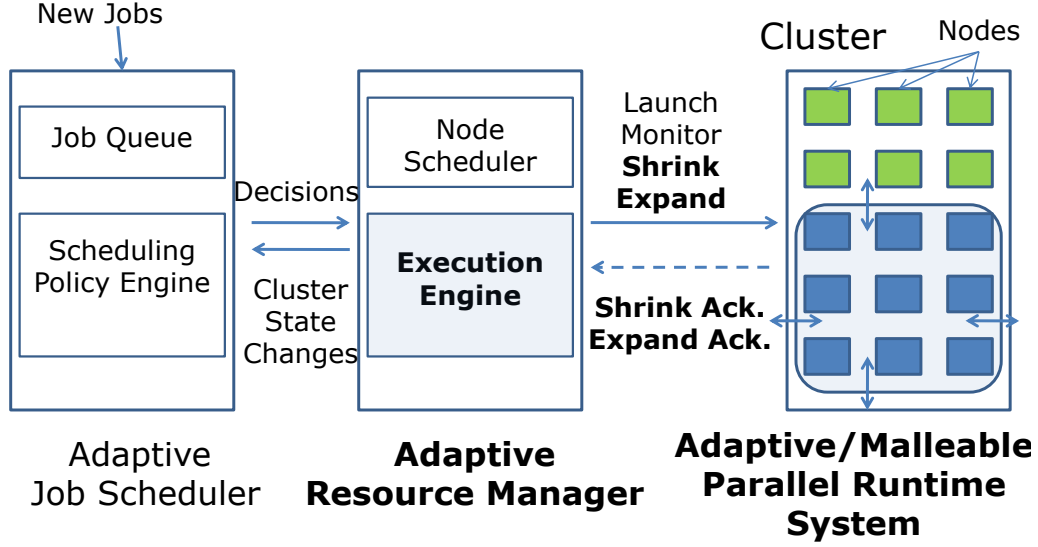 New Jobs
Job Queue
Scheduling
Policy Engine
Adaptive
Job Scheduler
Decisions
Cluster
State
Changes
Node
Scheduler
Execution
Engine
Adaptive
Resource Manager
Launch
Monitor
Shrink
Expand
Shrink Ack.
Expand Ack.
Cluster
Nodes
Adaptive/Malleable
Parallel Runtime
System